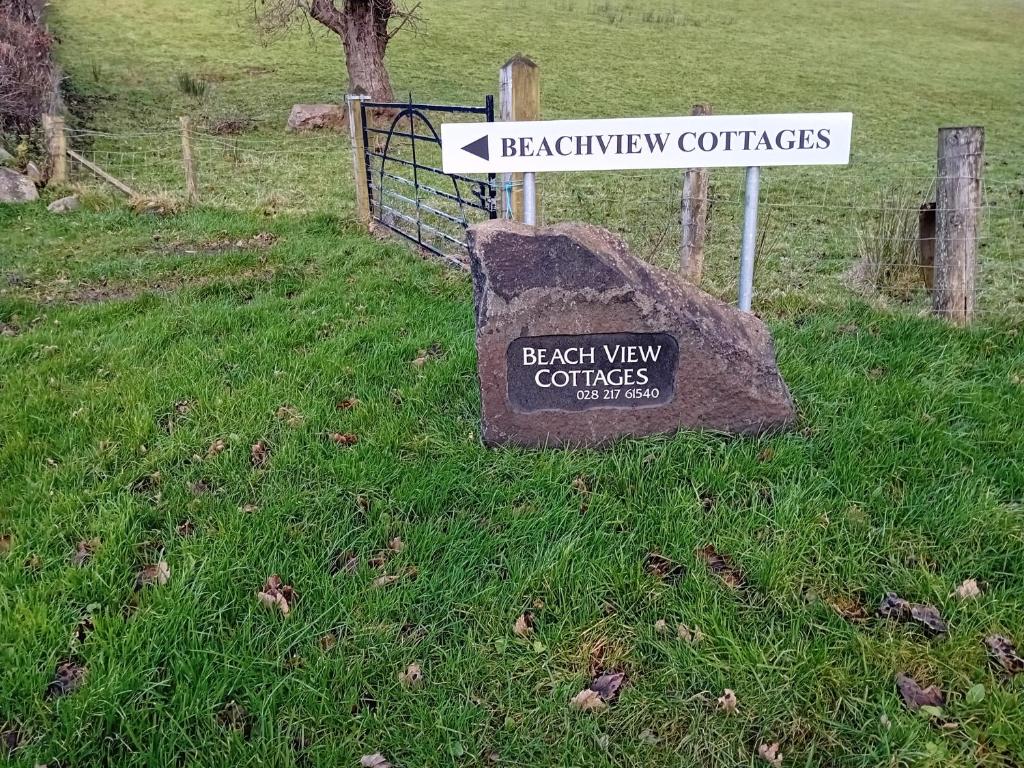 BEACHVIEW COTTAGES
BEACH VIEW
COTTAGES
028 217 61540